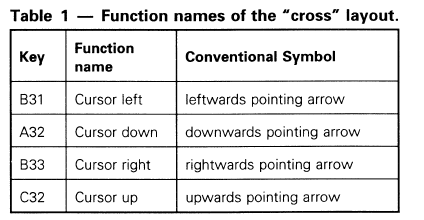 Table 1 — Function names of the “cross” layout.
Key Function name Conventional Symbol
B31 Cursor left leftwards pointing arrow
A32 Cursor down downwards pointing arrow
B33 Cursor right rightwards pointing arrow
C32 Cursor up upwards pointing arrow